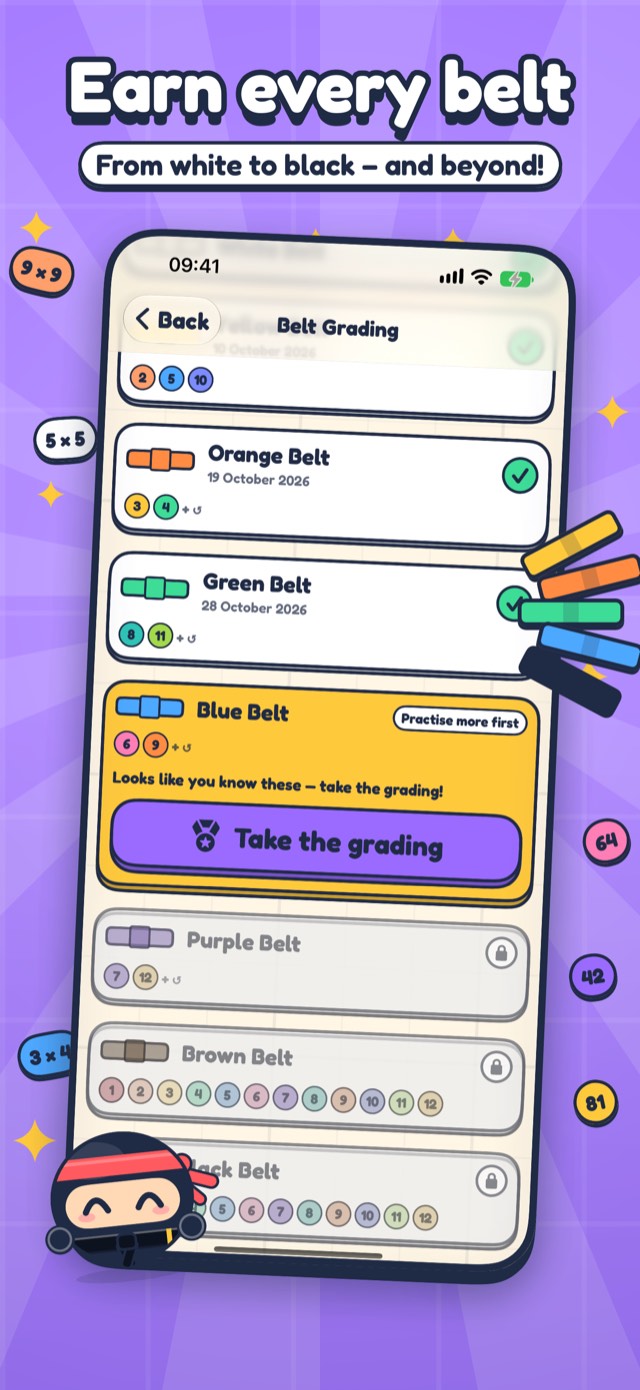 Earn every belt
From white to black – and beyond!
9 × 9
09:41
Back
Belt Grading
10 October 2026
2 5 10
5 × 5
Orange Belt
19 October 2026
3 4 + ↺
Green Belt
28 October 2026
8 11 + ↺
Blue Belt
Practise more first
6 9 + ↺
Looks like you know these – take the grading!
Take the grading
64
Purple Belt
7 12 + ↺
42
3 × 4
Brown Belt
1 2 3 4 5 6 7 8 9 10 11 12
81
Belt
5 6 7 8 9 10 11 12